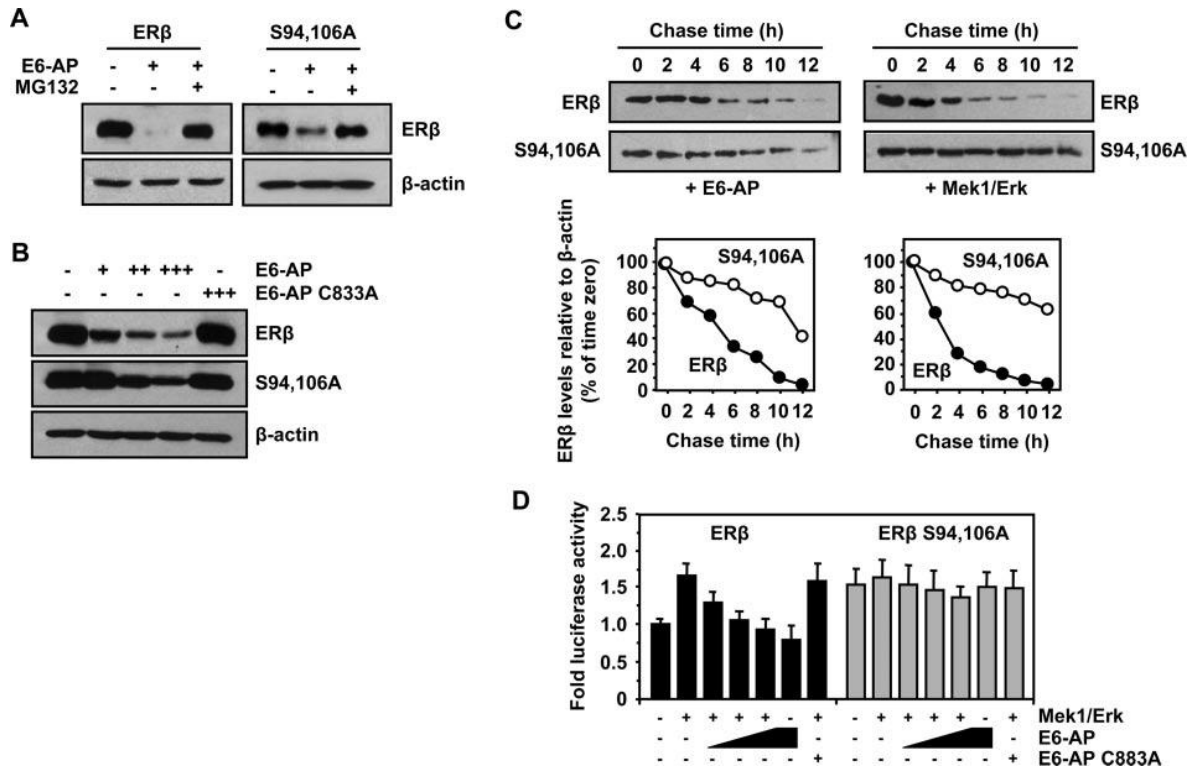 A
ERβ S94,106A
E6-AP - + + - + +
MG132 - - + - - +
ERβ
β-actin
B
- + ++ +++ - E6-AP
- - - - +++ E6-AP C833A
ERβ
S94,106A
β-actin
C
Chase time (h) Chase time (h)
0 2 4 6 8 10 12 0 2 4 6 8 10 12
ERβ ERβ
S94,106A S94,106A
+ E6-AP + Mek1/Erk
ERβ levels relative to β-actin
(% of time zero)
100
80
60
40
20
0
S94,106A
ERβ
0 2 4 6 8 10 12
Chase time (h)
100
80
60
40
20
0
S94,106A
ERβ
0 2 4 6 8 10 12
Chase time (h)
D
Fold luciferase activity
2.5
2.0
1.5
1.0
0.5
0
ERβ ERβ S94,106A
- + + + + - + - + + + + - + Mek1/Erk
- - - - - - E6-AP
- - - - - - + - - - - - - + E6-AP C883A